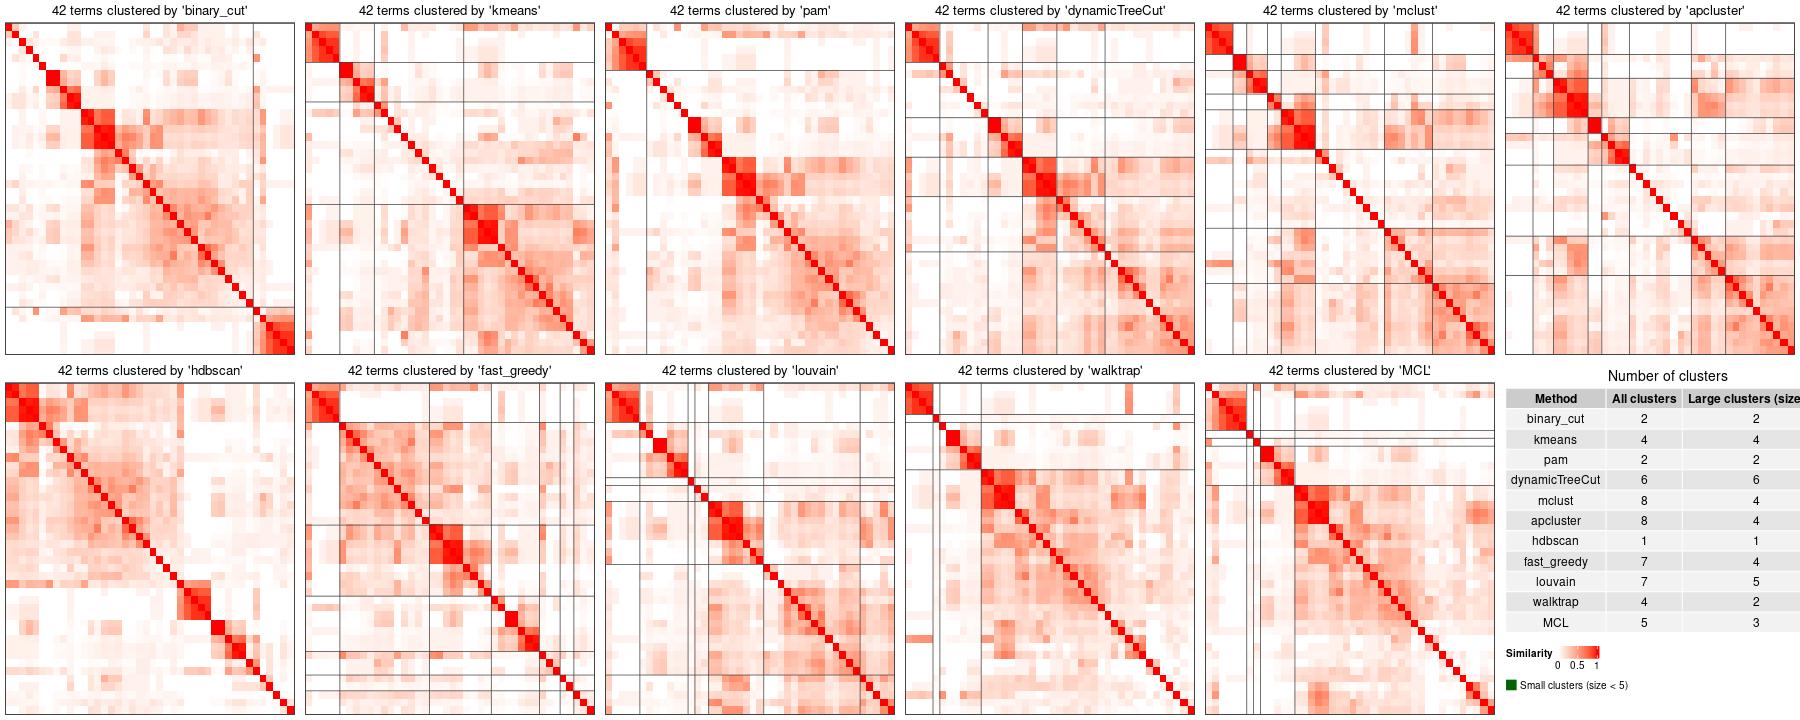 42 terms clustered by 'binary_cut'
42 terms clustered by 'kmeans'
42 terms clustered by 'pam'
42 terms clustered by 'dynamicTreeCut'
42 terms clustered by 'mclust'
42 terms clustered by 'apcluster'
42 terms clustered by 'hdbscan'
42 terms clustered by 'fast_greedy'
42 terms clustered by 'louvain'
42 terms clustered by 'walktrap'
42 terms clustered by 'MCL'
Number of clusters
Method All clusters Large clusters (size
binary_cut 2 2
kmeans 4 4
pam 2 2
dynamicTreeCut 6 6
mclust 8 4
apcluster 8 4
hdbscan 1 1
fast_greedy 7 4
louvain 7 5
walktrap 4 2
MCL 5 3
Similarity
0 0.5 1
Small clusters (size < 5)